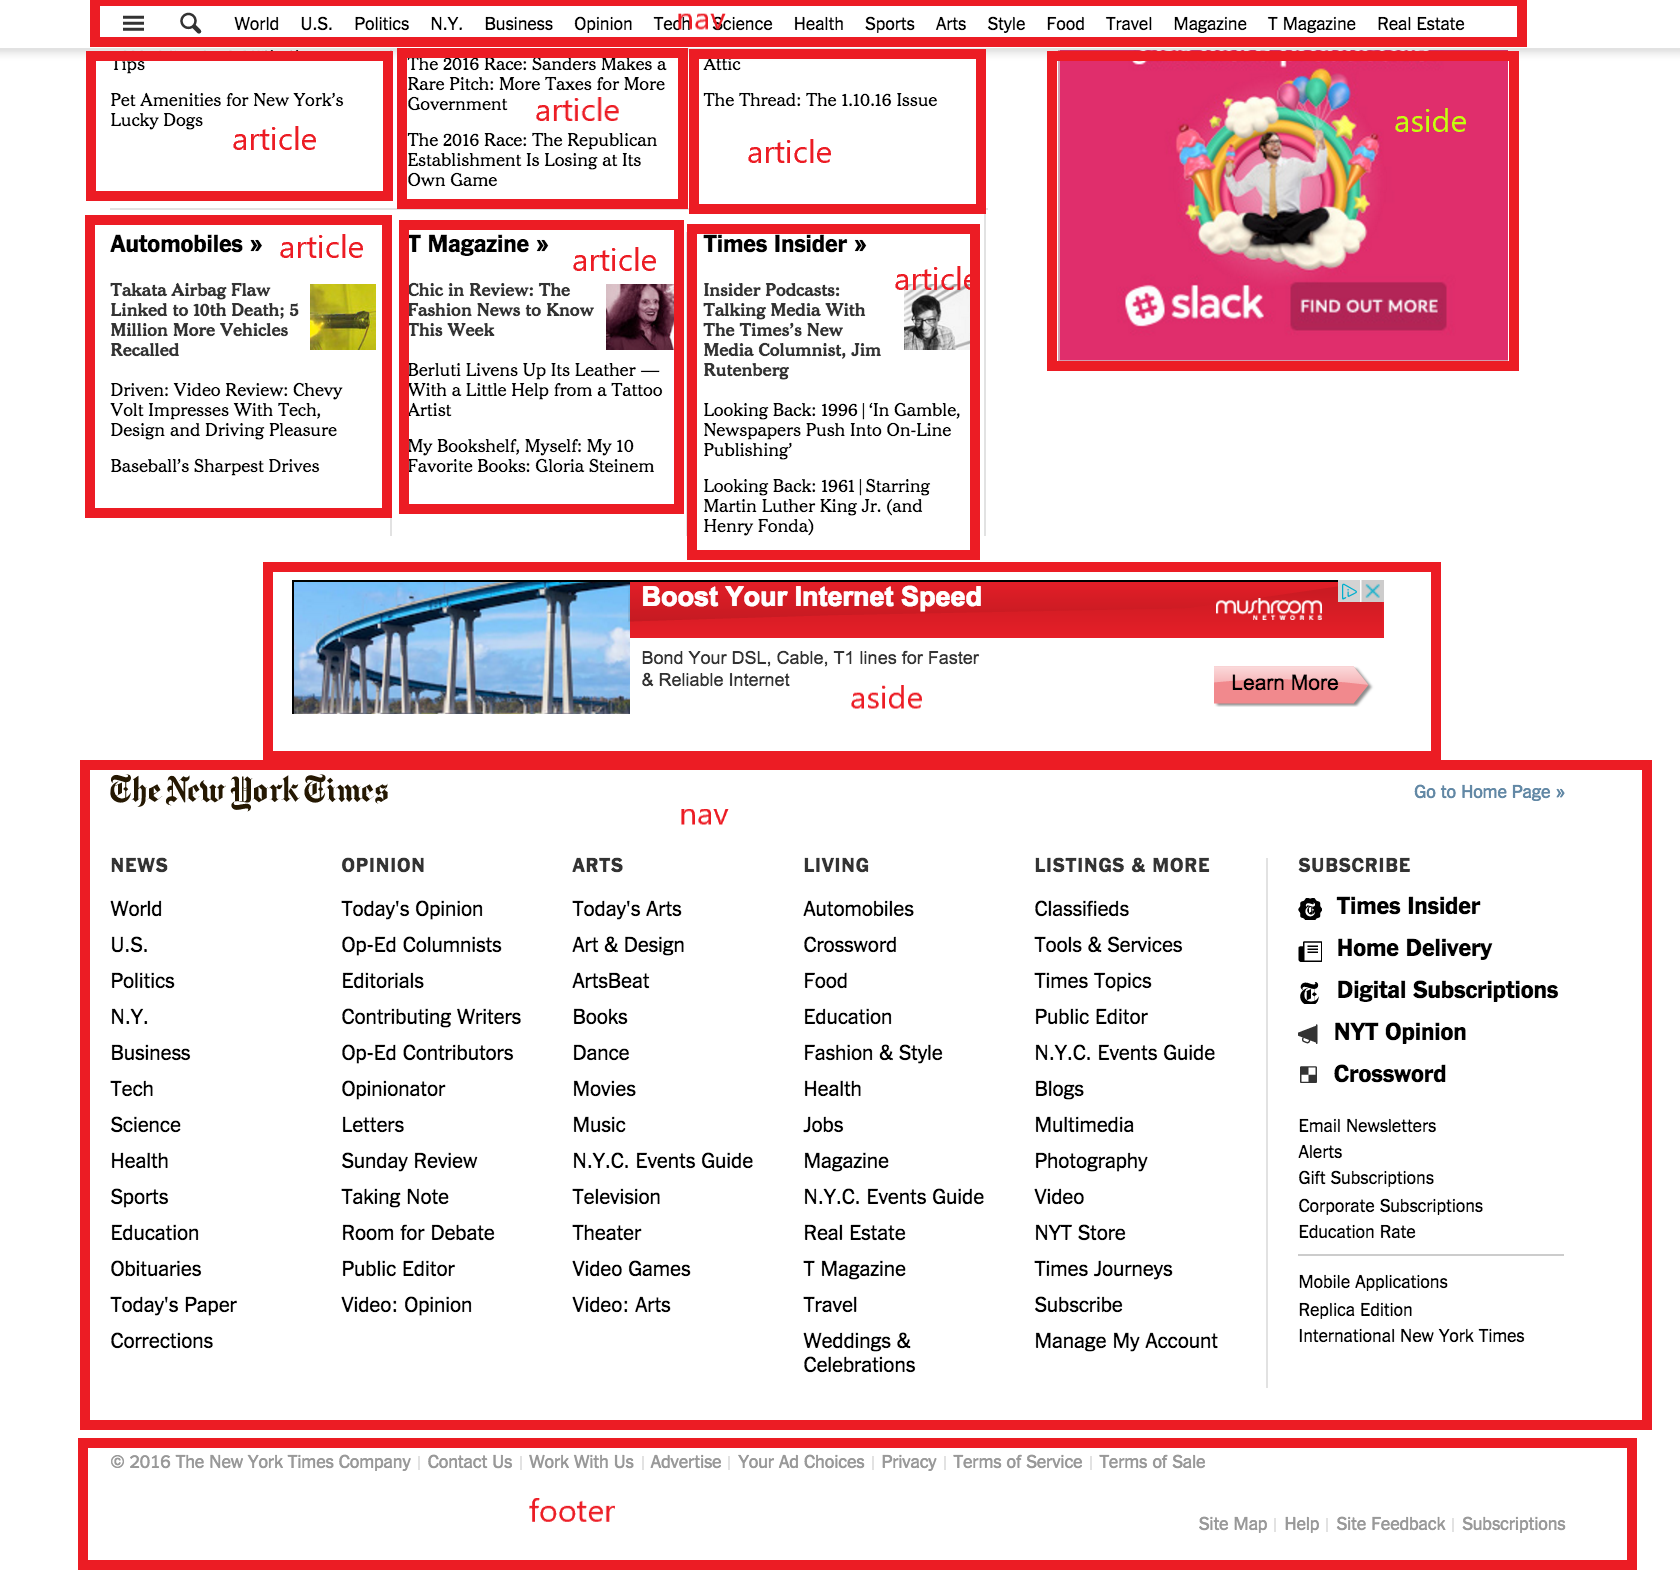 World U.S. Politics N.Y. Business Opinion Tech Science Health Sports Arts Style Food Travel Magazine T Magazine Real Estate
nav
Tips
Pet Amenities for New York's
Lucky Dogs
article
The 2016 Race: Sanders Makes a
Rare Pitch: More Taxes for More
Government
article
The 2016 Race: The Republican
Establishment Is Losing at Its
Own Game
Attic
The Thread: The 1.10.16 Issue
article
aside
slack
FIND OUT MORE
Automobiles »
article
Takata Airbag Flaw
Linked to 10th Death; 5
Million More Vehicles
Recalled
Driven: Video Review: Chevy
Volt Impresses With Tech,
Design and Driving Pleasure
Baseball's Sharpest Drives
T Magazine »
article
Chic in Review: The
Fashion News to Know
This Week
Berluti Livens Up Its Leather —
With a Little Help from a Tattoo
Artist
My Bookshelf, Myself: My 10
Favorite Books: Gloria Steinem
Times Insider »
article
Insider Podcasts:
Talking Media With
The Times's New
Media Columnist, Jim
Rutenberg
Looking Back: 1996 | 'In Gamble,
Newspapers Push Into On-Line
Publishing'
Looking Back: 1961 | Starring
Martin Luther King Jr. (and
Henry Fonda)
Boost Your Internet Speed
mushroom
NETWORKS
Bond Your DSL, Cable, T1 lines for Faster
& Reliable Internet
Learn More
aside
The New York Times
Go to Home Page »
nav
NEWS
World
U.S.
Politics
N.Y.
Business
Tech
Science
Health
Sports
Education
Obituaries
Today's Paper
Corrections
OPINION
Today's Opinion
Op-Ed Columnists
Editorials
Contributing Writers
Op-Ed Contributors
Opinionator
Letters
Sunday Review
Taking Note
Room for Debate
Public Editor
Video: Opinion
ARTS
Today's Arts
Art & Design
ArtsBeat
Books
Dance
Movies
Music
N.Y.C. Events Guide
Television
Theater
Video Games
Video: Arts
LIVING
Automobiles
Crossword
Food
Education
Fashion & Style
Health
Jobs
Magazine
N.Y.C. Events Guide
Real Estate
T Magazine
Travel
Weddings &
Celebrations
LISTINGS & MORE
Classifieds
Tools & Services
Times Topics
Public Editor
N.Y.C. Events Guide
Blogs
Multimedia
Photography
Video
NYT Store
Times Journeys
Subscribe
Manage My Account
SUBSCRIBE
Times Insider
Home Delivery
Digital Subscriptions
NYT Opinion
Crossword
Email Newsletters
Alerts
Gift Subscriptions
Corporate Subscriptions
Education Rate
Mobile Applications
Replica Edition
International New York Times
© 2016 The New York Times Company | Contact Us | Work With Us | Advertise | Your Ad Choices | Privacy | Terms of Service | Terms of Sale
footer
Site Map | Help | Site Feedback | Subscriptions